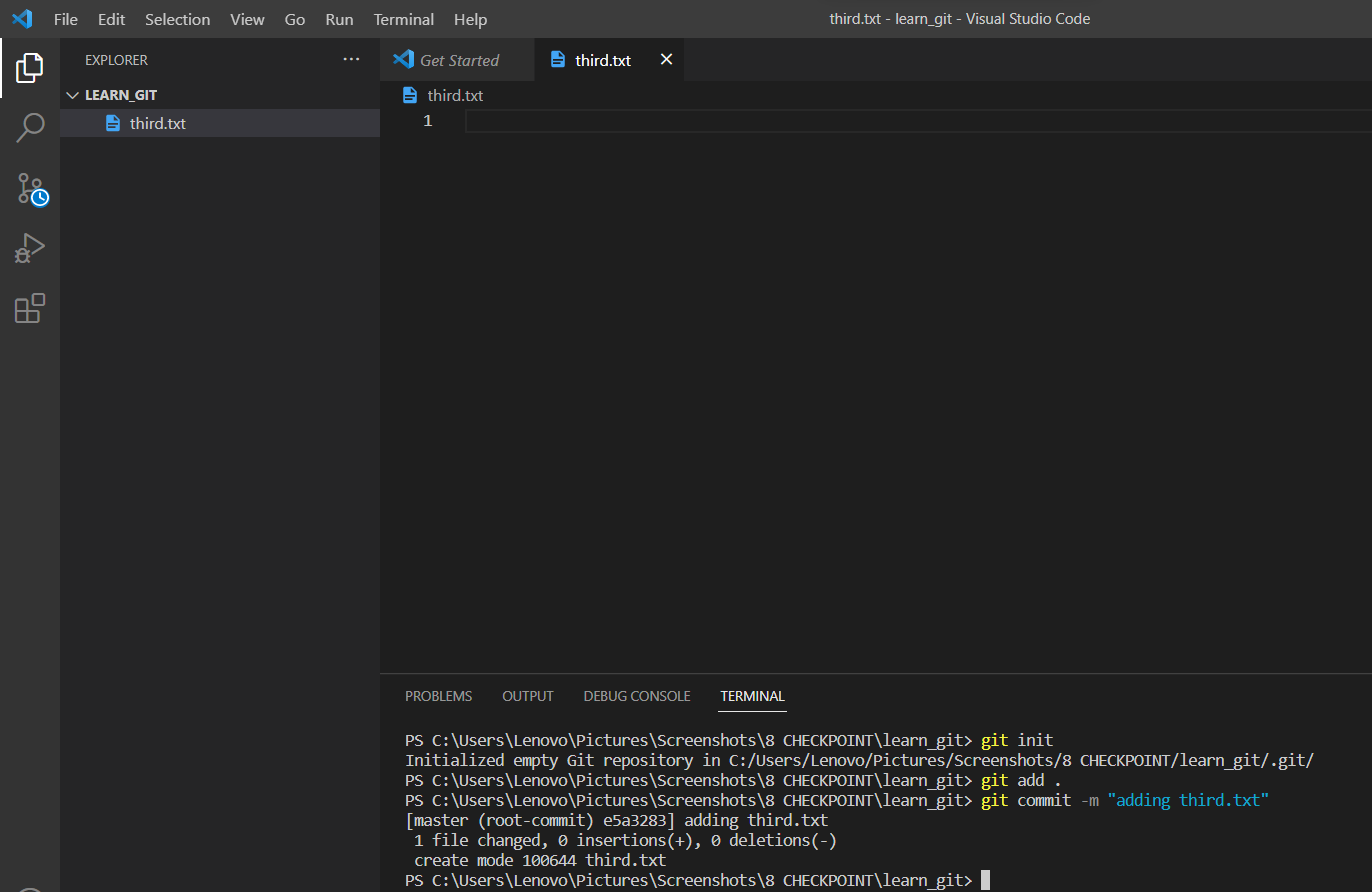 File Edit Selection View Go Run Terminal Help
third.txt - learn_git - Visual Studio Code
EXPLORER
LEARN_GIT
third.txt
Get Started
third.txt
third.txt
1
PROBLEMS OUTPUT DEBUG CONSOLE TERMINAL
PS C:\Users\Lenovo\Pictures\Screenshots\8 CHECKPOINT\learn_git> git init
Initialized empty Git repository in C:/Users/Lenovo/Pictures/Screenshots/8 CHECKPOINT/learn_git/.git/
PS C:\Users\Lenovo\Pictures\Screenshots\8 CHECKPOINT\learn_git> git add .
PS C:\Users\Lenovo\Pictures\Screenshots\8 CHECKPOINT\learn_git> git commit -m "adding third.txt"
[master (root-commit) e5a3283] adding third.txt
1 file changed, 0 insertions(+), 0 deletions(-)
create mode 100644 third.txt
PS C:\Users\Lenovo\Pictures\Screenshots\8 CHECKPOINT\learn_git>